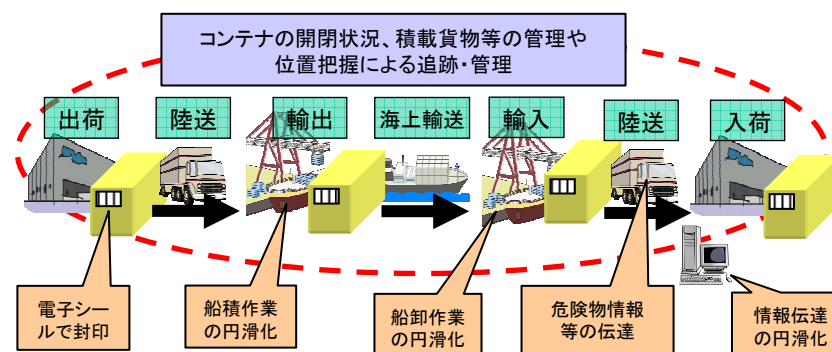 コンテナの開閉状況、積載貨物等の管理や
位置把握による追跡・管理
出荷
陸送
輸出
海上輸送
輸入
陸送
入荷
電子シー
ルで封印
船積作業
の円滑化
船卸作業
の円滑化
危険物情報
等の伝達
情報伝達
の円滑化